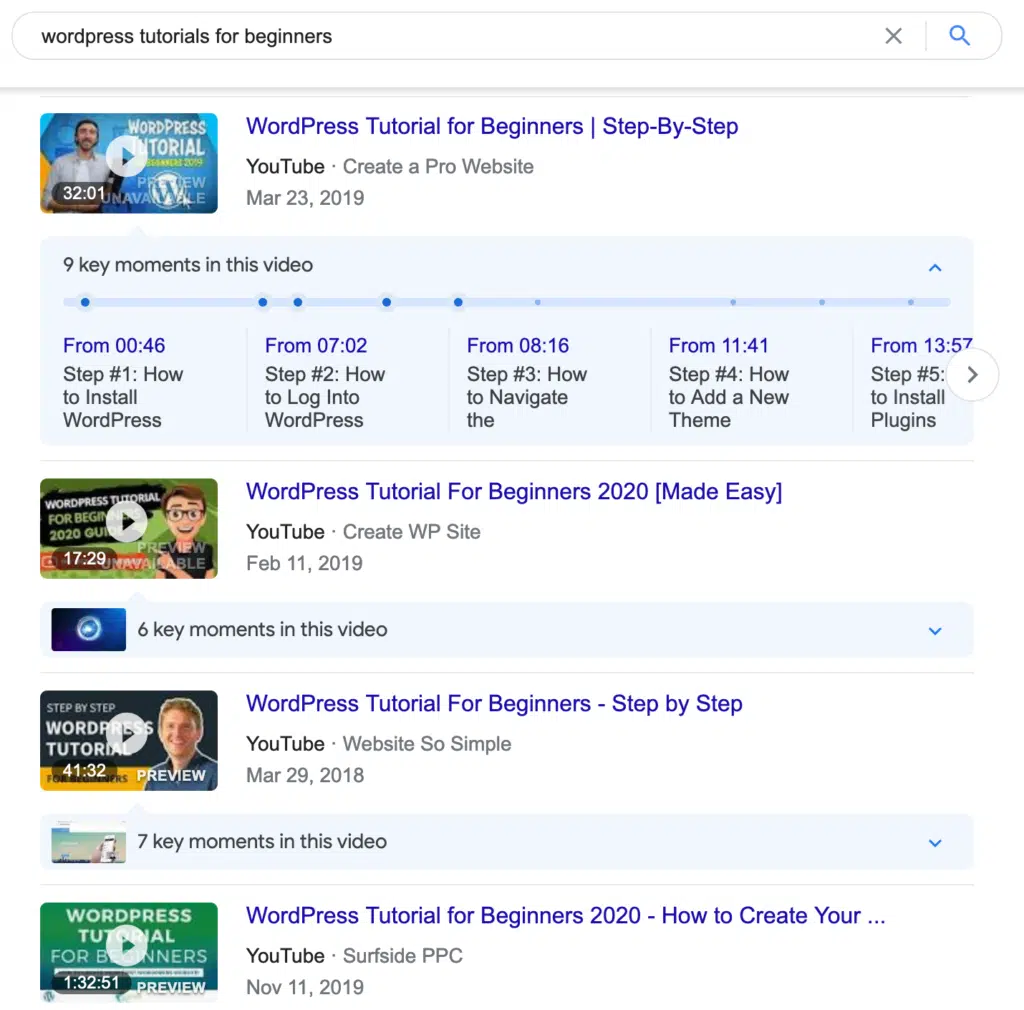 wordpress tutorials for beginners
WORDPRESS
TUTORIAL
BEGINNERS 2019
PREVIEW
32:01
UNAVAILABLE
WordPress Tutorial for Beginners | Step-By-Step
YouTube · Create a Pro Website
Mar 23, 2019
9 key moments in this video
From 00:46
Step #1: How
to Install
WordPress
From 07:02
Step #2: How
to Log Into
WordPress
From 08:16
Step #3: How
to Navigate
the
From 11:41
Step #4: How
to Add a New
Theme
From 13:57
Step #5:
to Install
Plugins
WORDPRESS TUTORIAL
FOR BEGINNERS
2020 GUIDE
PREVIEW
17:29
UNAVAILABLE
WordPress Tutorial For Beginners 2020 [Made Easy]
YouTube · Create WP Site
Feb 11, 2019
6 key moments in this video
STEP BY STEP
WORDPRESS
TUTORIAL
41:32
FOR BEGINNERS
PREVIEW
WordPress Tutorial For Beginners - Step by Step
YouTube · Website So Simple
Mar 29, 2018
7 key moments in this video
WORDPRESS
TUTORIAL
FOR BEGINNERS
1:32:51
PREVIEW
WordPress Tutorial for Beginners 2020 - How to Create Your ...
YouTube · Surfside PPC
Nov 11, 2019